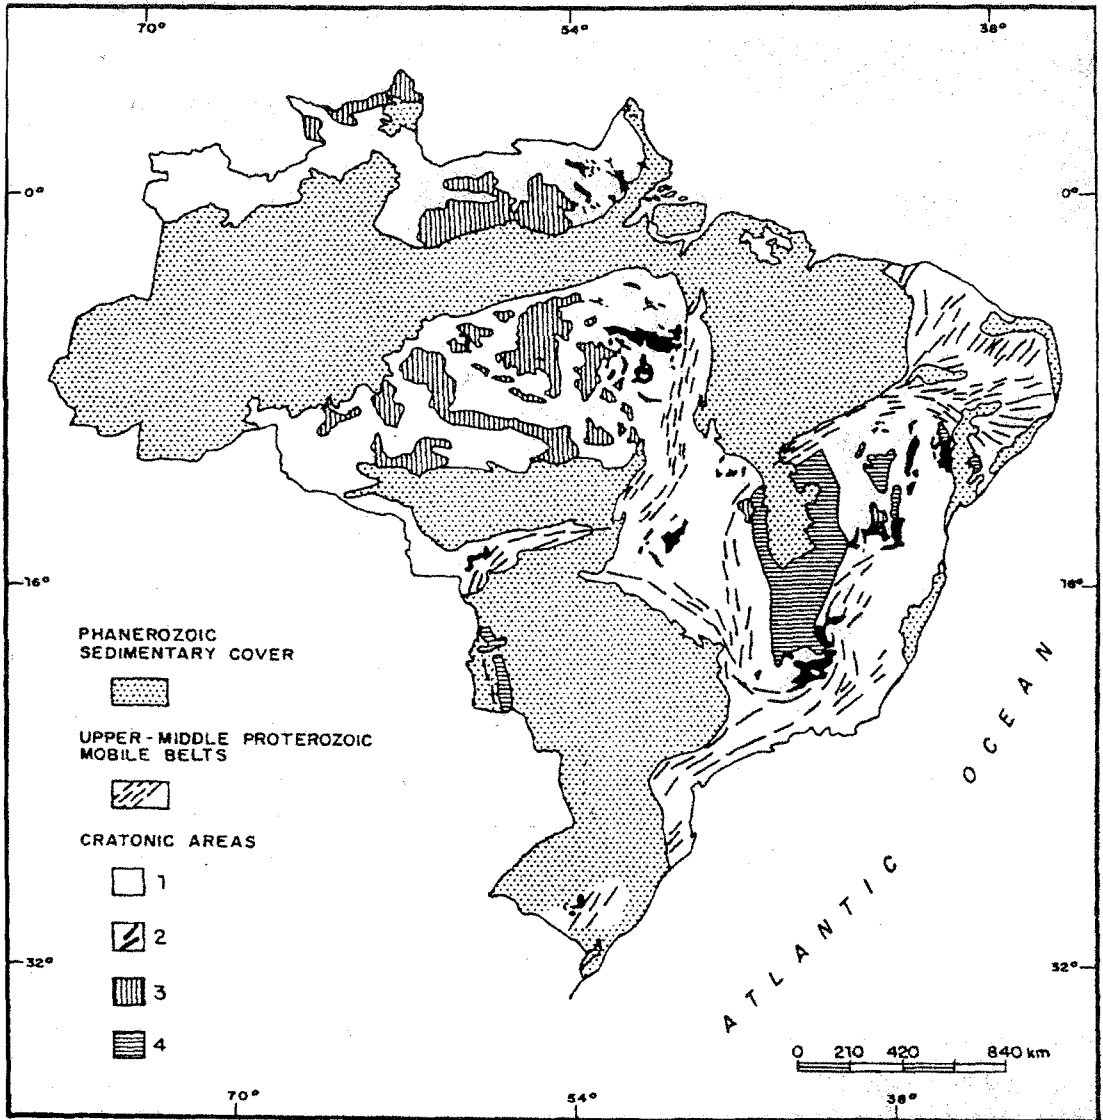 70° 54° 38°
0° 0°
16° 16°
PHANEROZOIC
SEDIMENTARY COVER
UPPER-MIDDLE PROTEROZOIC
MOBILE BELTS
CRATONIC AREAS
1
2
3
4
32° 32°
ATLANTIC OCEAN
0 210 420 840 km
70° 54° 38°